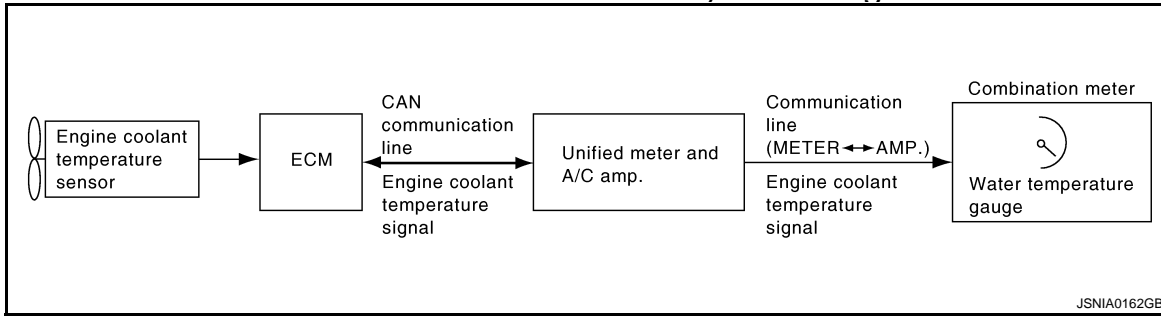 Engine coolant
temperature
sensor
ECM
CAN
communication
line
Engine coolant
temperature
signal
Unified meter and
A/C amp.
Communication
line
(METER↔AMP.)
Engine coolant
temperature
signal
Combination meter
Water temperature
gauge
JSNIA0162GB